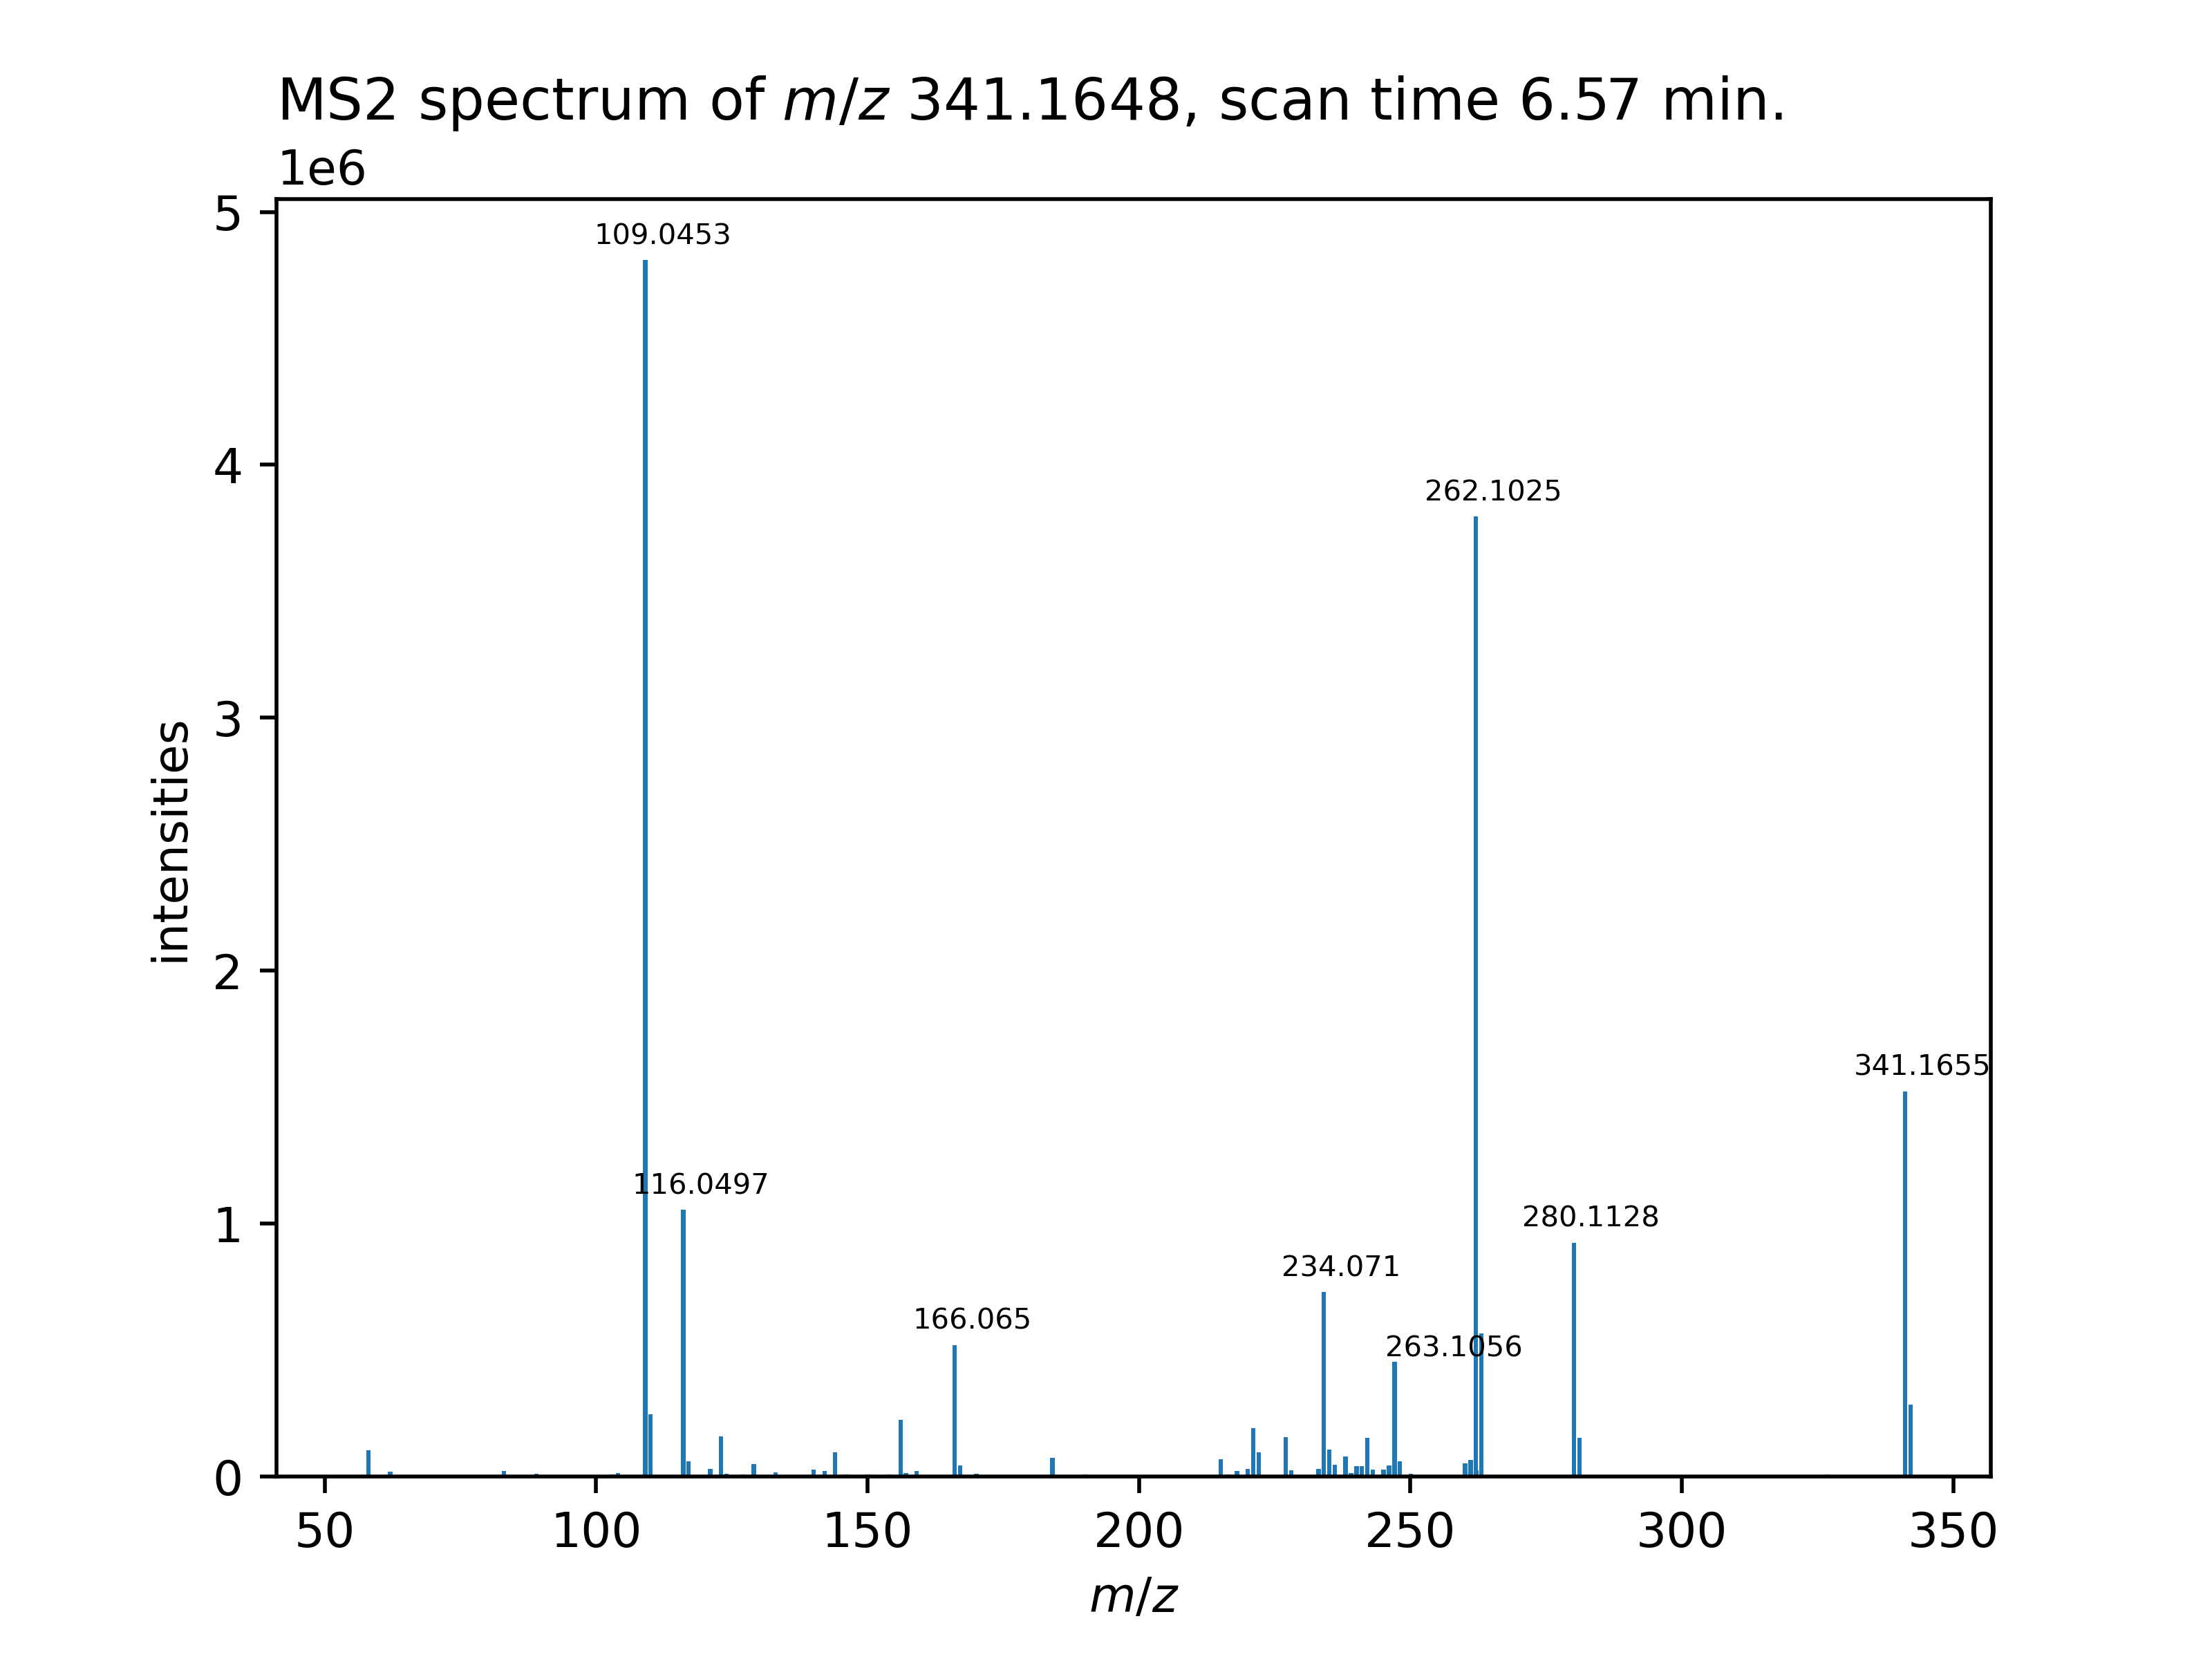 MS2 spectrum of m/z 341.1648, scan time 6.57 min.
1e6
5
4
3
2
1
0
intensities
109.0453
262.1025
341.1655
116.0497
280.1128
234.071
166.065
263.1056
50 100 150 200 250 300 350
m/z